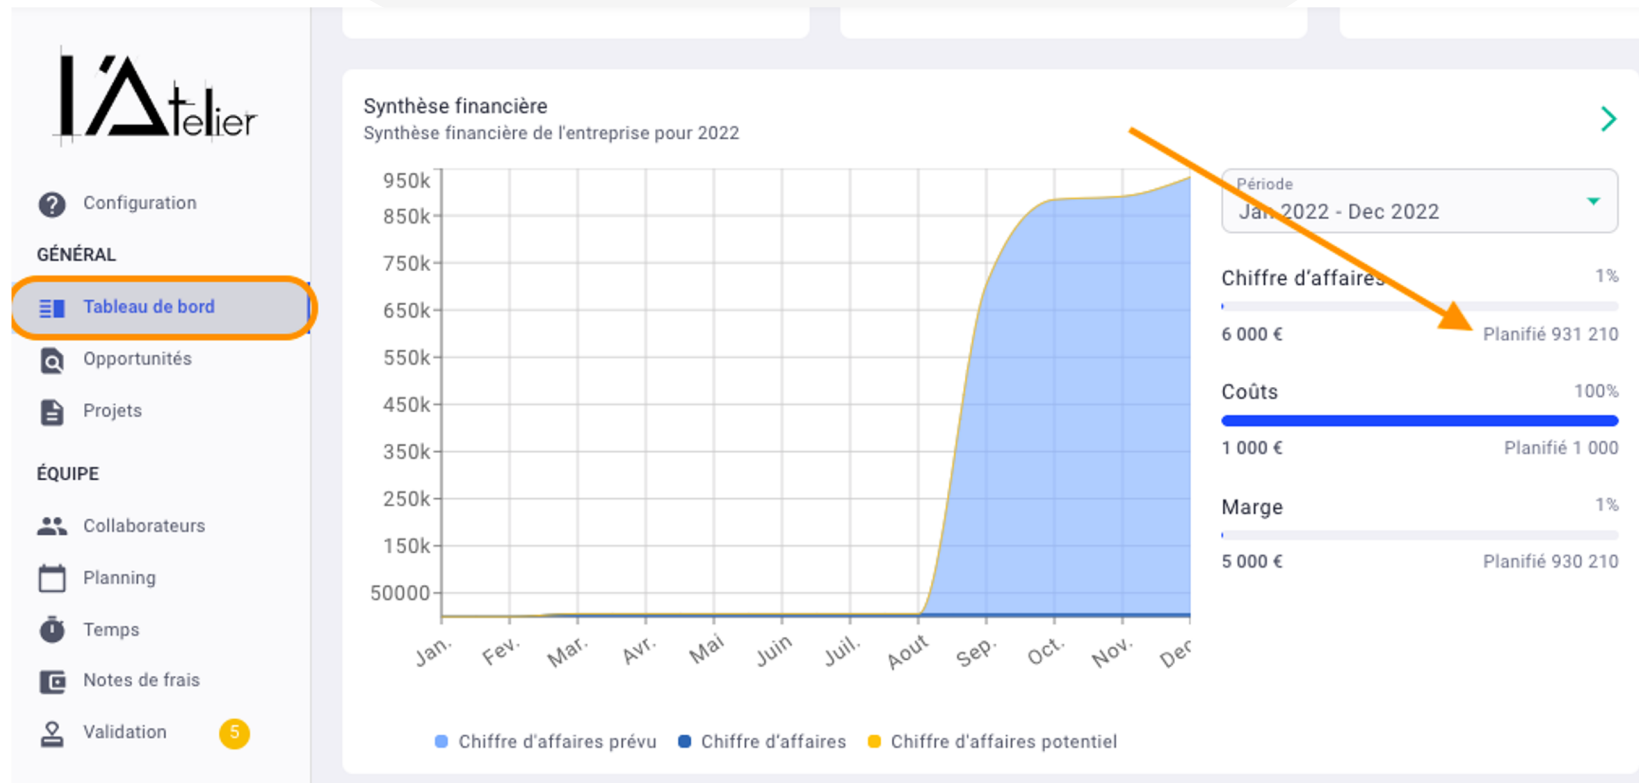 l'Atelier
Configuration
GÉNÉRAL
Tableau de bord
Opportunités
Projets
ÉQUIPE
Collaborateurs
Planning
Temps
Notes de frais
Validation 5
Synthèse financière
Synthèse financière de l'entreprise pour 2022
950k
850k
750k
650k
550k
450k
350k
250k
150k
50000
Jan. Fev. Mar. Avr. Mai Juin Juil. Aout Sep. Oct. Nov. Dec
Chiffre d'affaires prévu Chiffre d'affaires Chiffre d'affaires potentiel
Période
Jan 2022 - Dec 2022
Chiffre d'affaires 1%
6 000 € Planifié 931 210
Coûts 100%
1 000 € Planifié 1 000
Marge 1%
5 000 € Planifié 930 210